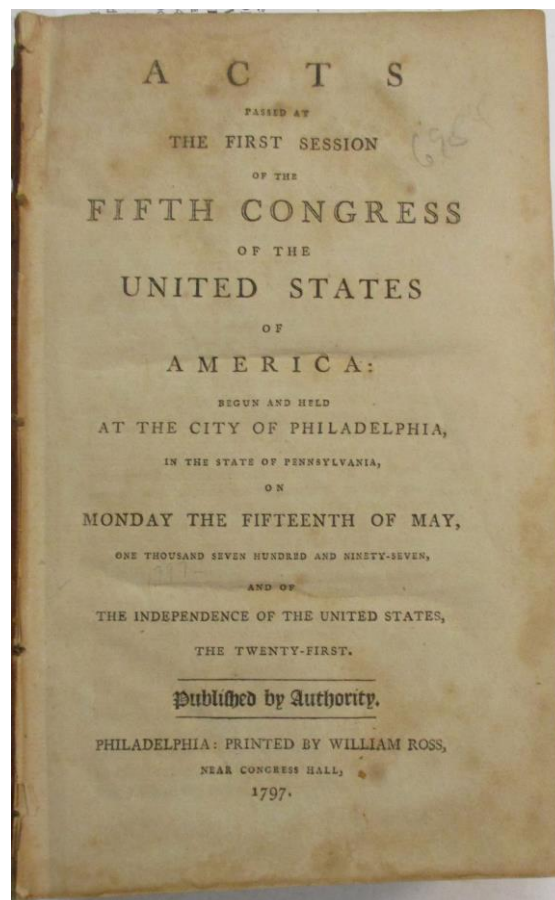 ACTS
PASSED AT
THE FIRST SESSION
OF THE
FIFTH CONGRESS
OF THE
UNITED STATES
OF
AMERICA:
BEGUN AND HELD
AT THE CITY OF PHILADELPHIA,
IN THE STATE OF PENNSYLVANIA,
ON
MONDAY THE FIFTEENTH OF MAY,
ONE THOUSAND SEVEN HUNDRED AND NINETY-SEVEN,
AND OF
THE INDEPENDENCE OF THE UNITED STATES,
THE TWENTY-FIRST.
Publiſhed by Authority.
PHILADELPHIA: PRINTED BY WILLIAM ROSS,
NEAR CONGRESS HALL,
1797.